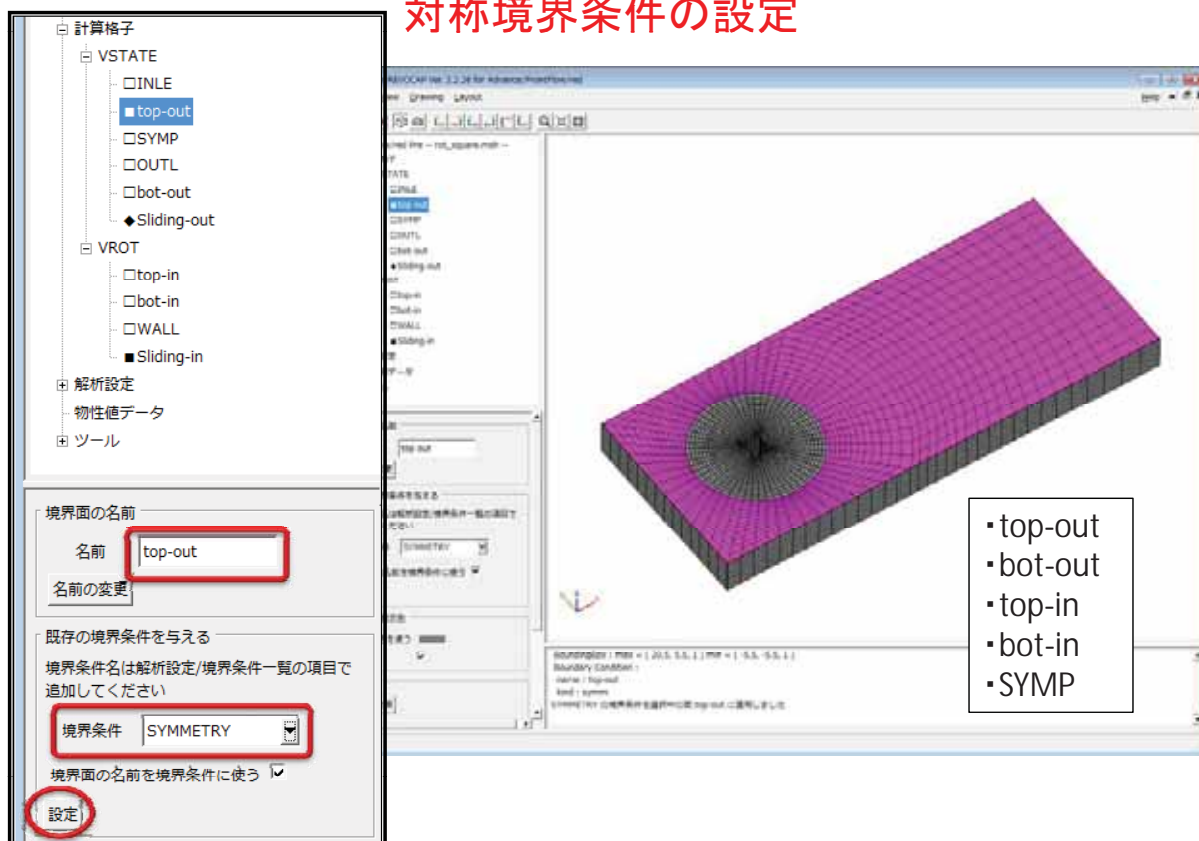 対称境界条件の設定
計算格子
VSTATE
□INLE
■top-out
□SYMP
□OUTL
□bot-out
◆Sliding-out
VROT
□top-in
□bot-in
□WALL
■Sliding-in
解析設定
物性値データ
ツール
境界面の名前
名前 top-out
名前の変更
既存の境界条件を与える
境界条件名は解析設定/境界条件一覧の項目で
追加してください
境界条件 SYMMETRY
境界面の名前を境界条件に使う
設定
Drawing Layout
Help
top-out
SYMMETRY
Boundary Condition :
name : top-out
kind : symm
・top-out
・bot-out
・top-in
・bot-in
・SYMP